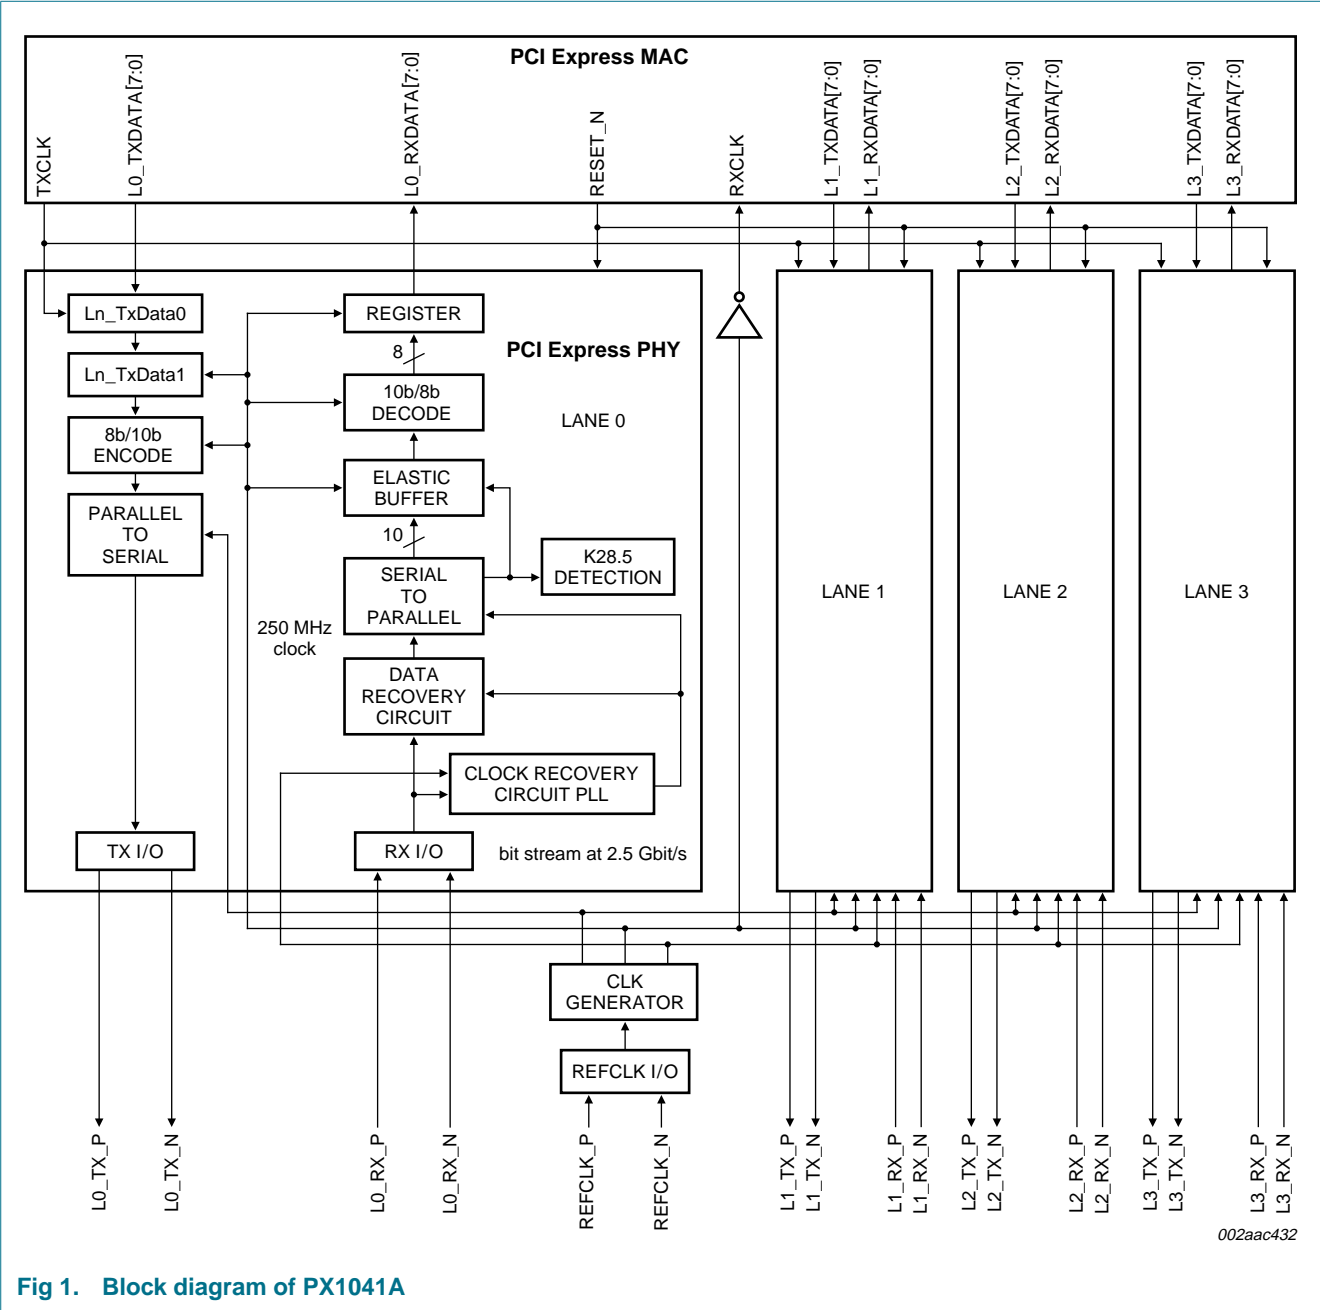 PCI Express MAC
TXCLK
L0_TXDATA[7:0]
L0_RXDATA[7:0]
RESET_N
RXCLK
L1_TXDATA[7:0]
L1_RXDATA[7:0]
L2_TXDATA[7:0]
L2_RXDATA[7:0]
L3_TXDATA[7:0]
L3_RXDATA[7:0]
Ln_TxData0
REGISTER
PCI Express PHY
8
Ln_TxData1
10b/8b
DECODE
LANE 0
8b/10b
ENCODE
ELASTIC
BUFFER
PARALLEL
TO
SERIAL
10
K28.5
DETECTION
SERIAL
TO
PARALLEL
LANE 1
LANE 2
LANE 3
250 MHz
clock
DATA
RECOVERY
CIRCUIT
CLOCK RECOVERY
CIRCUIT PLL
TX I/O
RX I/O
bit stream at 2.5 Gbit/s
CLK
GENERATOR
REFCLK I/O
L0_TX_P
L0_TX_N
L0_RX_P
L0_RX_N
REFCLK_P
REFCLK_N
L1_TX_P
L1_TX_N
L1_RX_P
L1_RX_N
L2_TX_P
L2_TX_N
L2_RX_P
L2_RX_N
L3_TX_P
L3_TX_N
L3_RX_P
L3_RX_N
002aac432
Fig 1. Block diagram of PX1041A